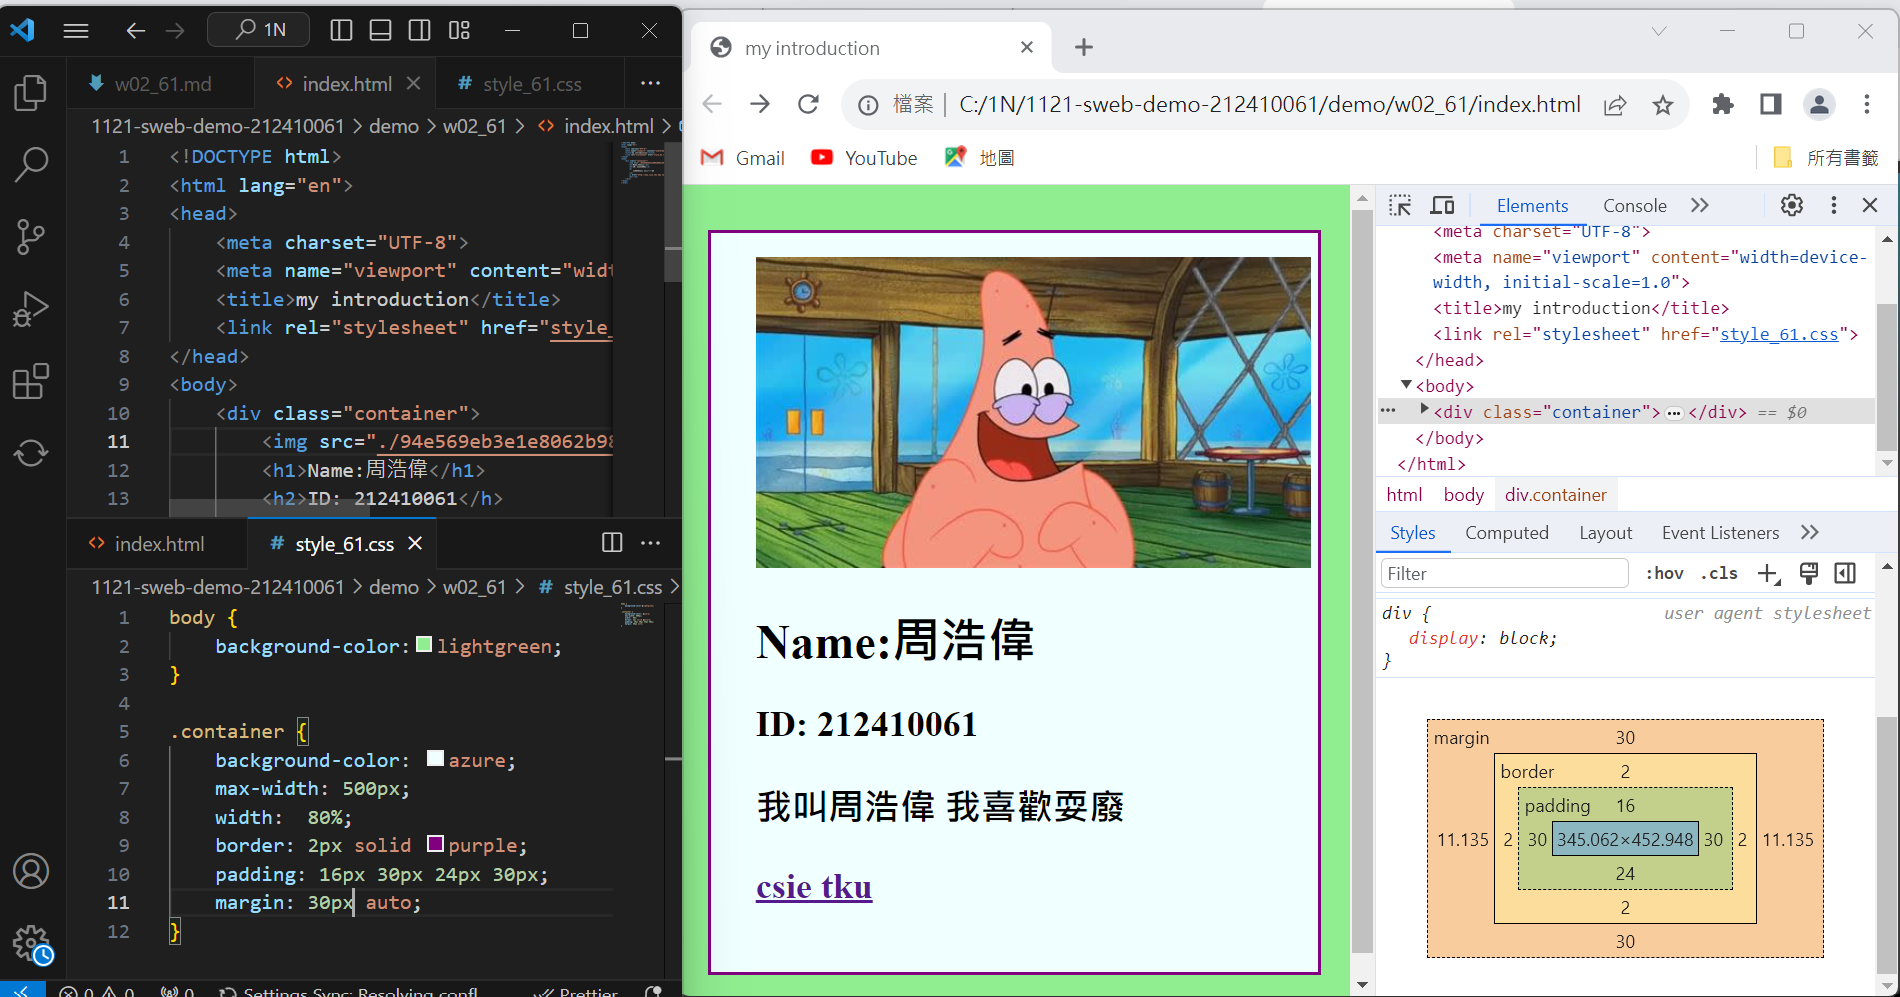 1N
w02_61.md
index.html
style_61.css
1121-sweb-demo-212410061 > demo > w02_61 > index.html >
1 <!DOCTYPE html>
2 <html lang="en">
3 <head>
4 <meta charset="UTF-8">
5 <meta name="viewport" content="widt
6 <title>my introduction</title>
7 <link rel="stylesheet" href="style_
8 </head>
9 <body>
10 <div class="container">
11 <img src="./94e569eb3e1e8062b98
12 <h1>Name:周浩偉</h1>
13 <h2>ID: 212410061</h>
index.html
style_61.css
1121-sweb-demo-212410061 > demo > w02_61 > # style_61.css >
1 body {
2 background-color: lightgreen;
3 }
4
5 .container {
6 background-color: azure;
7 max-width: 500px;
8 width: 80%;
9 border: 2px solid purple;
10 padding: 16px 30px 24px 30px;
11 margin: 30px auto;
12 }
0 0 0 Settings Sync: Resolving confl Prettier
my introduction
檔案 | C:/1N/1121-sweb-demo-212410061/demo/w02_61/index.html
Gmail YouTube 地圖 所有書籤
Name:周浩偉
ID: 212410061
我叫周浩偉 我喜歡耍廢
csie tku
Elements Console
<meta charset="UTF-8">
<meta name="viewport" content="width=device-
width, initial-scale=1.0">
<title>my introduction</title>
<link rel="stylesheet" href="style_61.css">
</head>
<body>
<div class="container"> … </div> == $0
</body>
</html>
html body div.container
Styles Computed Layout Event Listeners
Filter :hov .cls
div { user agent stylesheet
display: block;
}
margin 30
border 2
padding 16
11.135 2 30 345.062×452.948 30 2 11.135
24
2
30